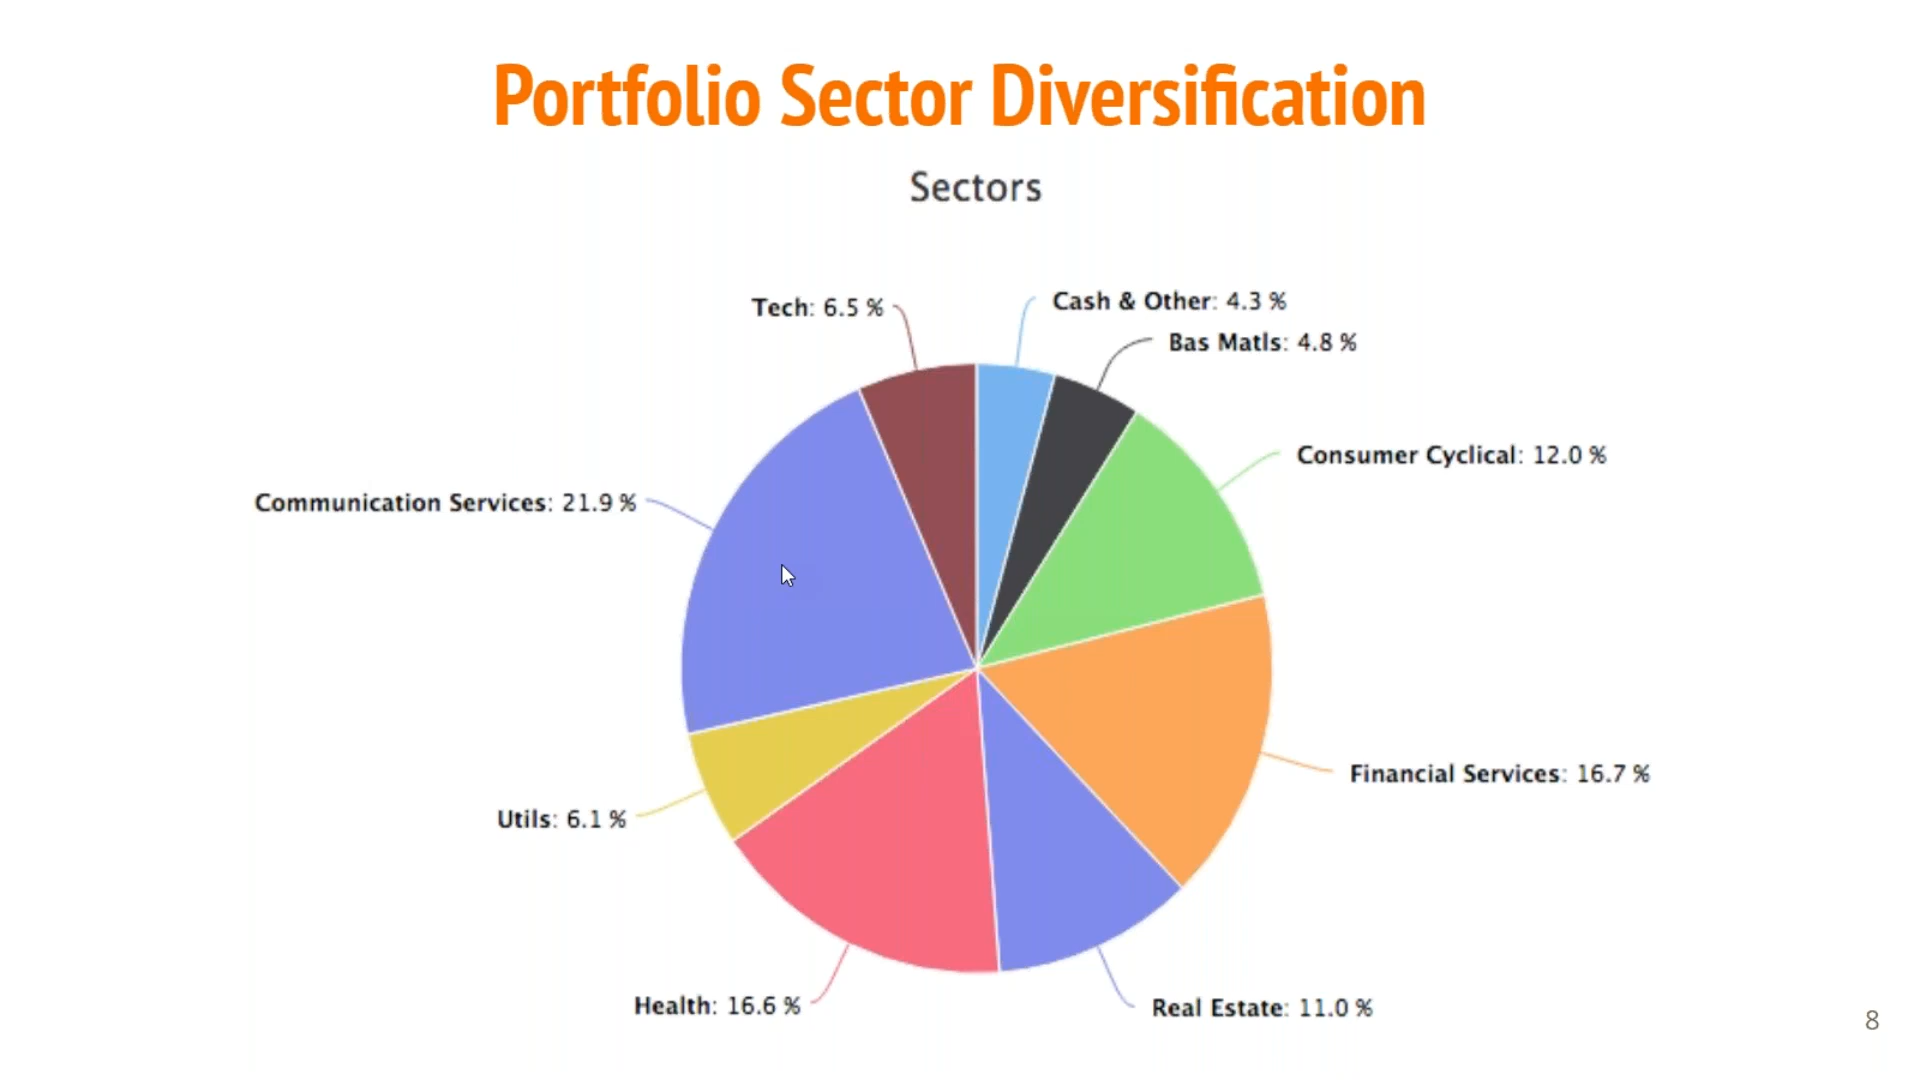 Portfolio Sector Diversification
Sectors
Tech: 6.5 %
Cash & Other: 4.3 %
Bas Matls: 4.8 %
Consumer Cyclical: 12.0 %
Communication Services: 21.9 %
Financial Services: 16.7 %
Utils: 6.1 %
Health: 16.6 %
Real Estate: 11.0 %
8